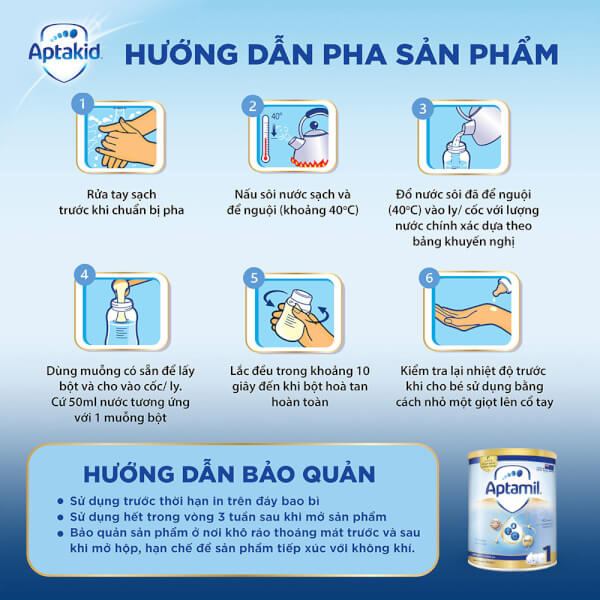 Aptakid
HƯỚNG DẪN PHA SẢN PHẨM
1
Rửa tay sạch
trước khi chuẩn bị pha
2
40°
Nấu sôi nước sạch và
để nguội (khoảng 40°C)
3
Đổ nước sôi đã để nguội
(40°C) vào ly/ cốc với lượng
nước chính xác dựa theo
bảng khuyến nghị
4
Dùng muỗng có sẵn để lấy
bột và cho vào cốc/ ly.
Cứ 50ml nước tương ứng
với 1 muỗng bột
5
Lắc đều trong khoảng 10
giây đến khi bột hoà tan
hoàn toàn
6
Kiểm tra lại nhiệt độ trước
khi cho bé sử dụng bằng
cách nhỏ một giọt lên cổ tay
HƯỚNG DẪN BẢO QUẢN
• Sử dụng trước thời hạn in trên đáy bao bì
• Sử dụng hết trong vòng 3 tuần sau khi mở sản phẩm
• Bảo quản sản phẩm ở nơi khô ráo thoáng mát trước và sau
khi mở hộp, hạn chế để sản phẩm tiếp xúc với không khí.
Aptamil
1